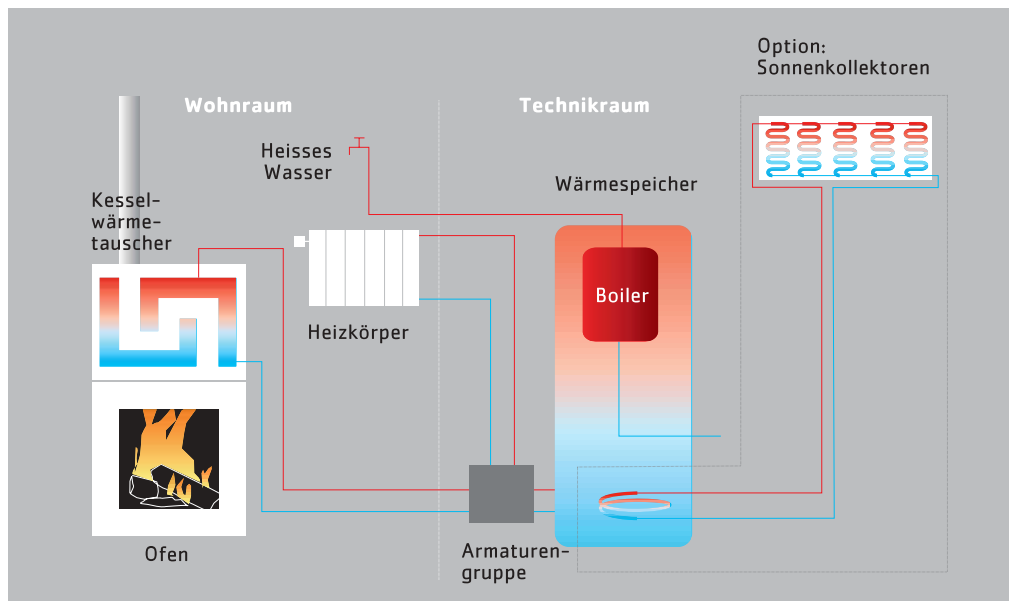 Option:
Sonnenkollektoren
Wohnraum
Technikraum
Heisses
Wasser
Wärmespeicher
Kessel-
wärme-
tauscher
Boiler
Heizkörper
Armaturen-
gruppe
Ofen